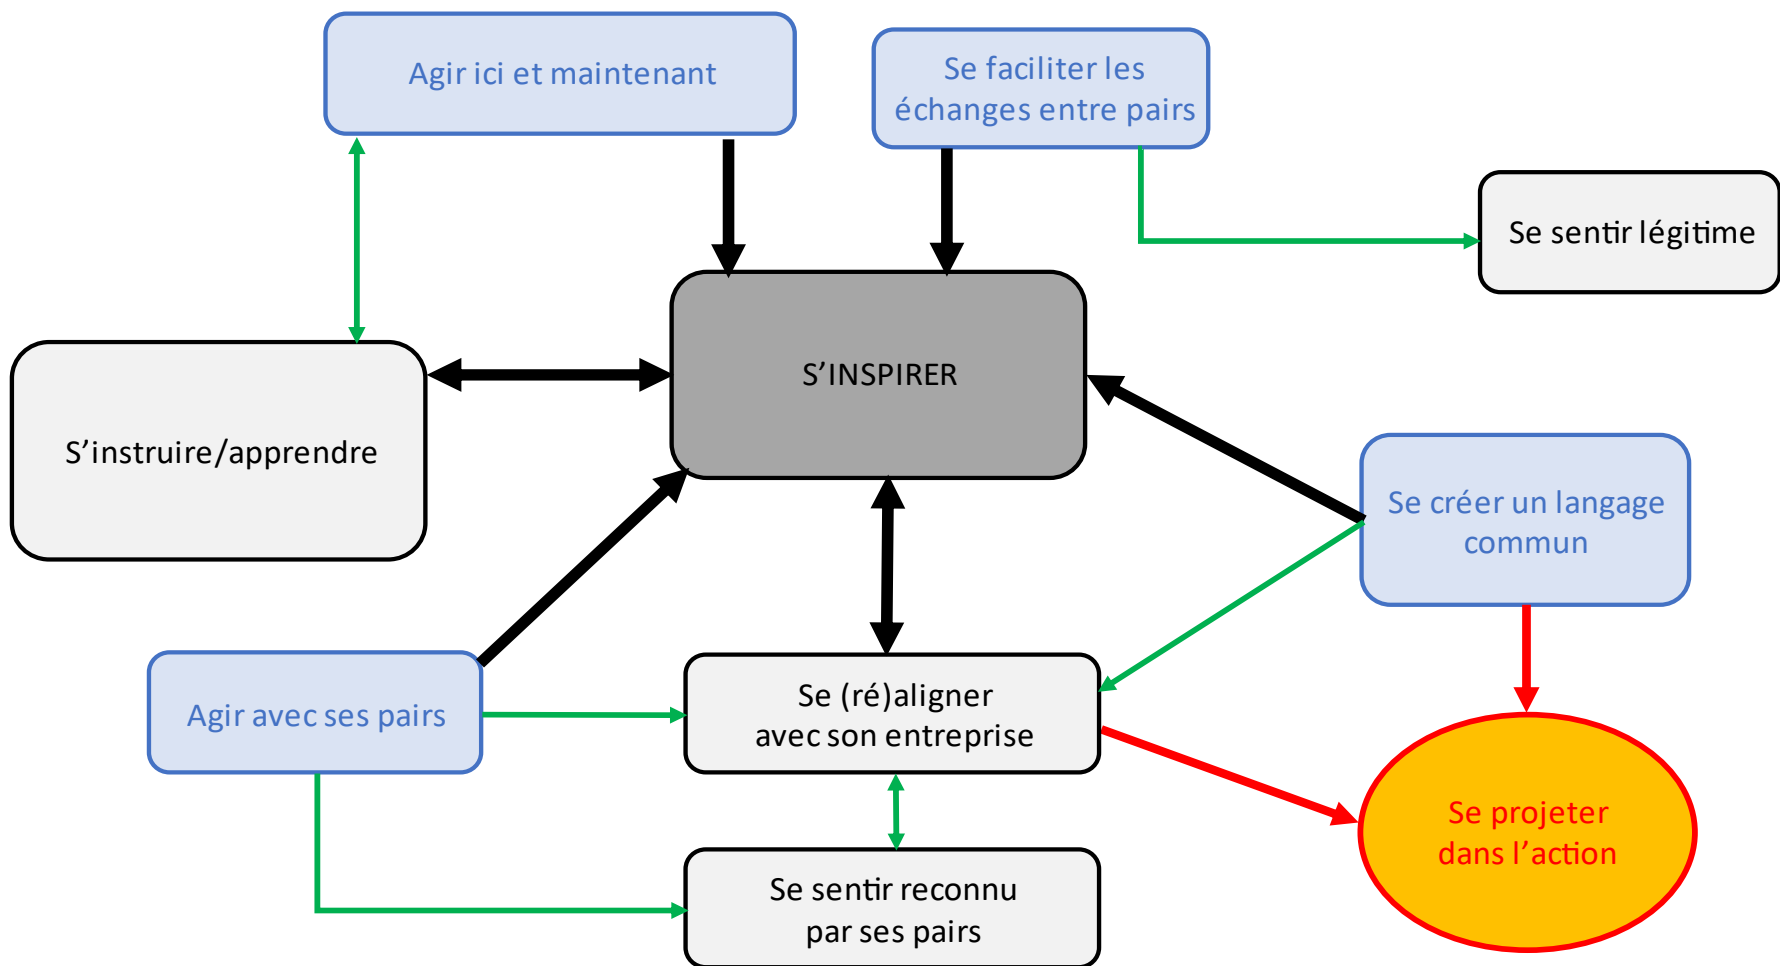 Agir ici et maintenant
Se faciliter les
échanges entre pairs
Se sentir légitime
S’INSPIRER
S’instruire/apprendre
Se créer un langage
commun
Agir avec ses pairs
Se (ré)aligner
avec son entreprise
Se projeter
dans l’action
Se sentir reconnu
par ses pairs